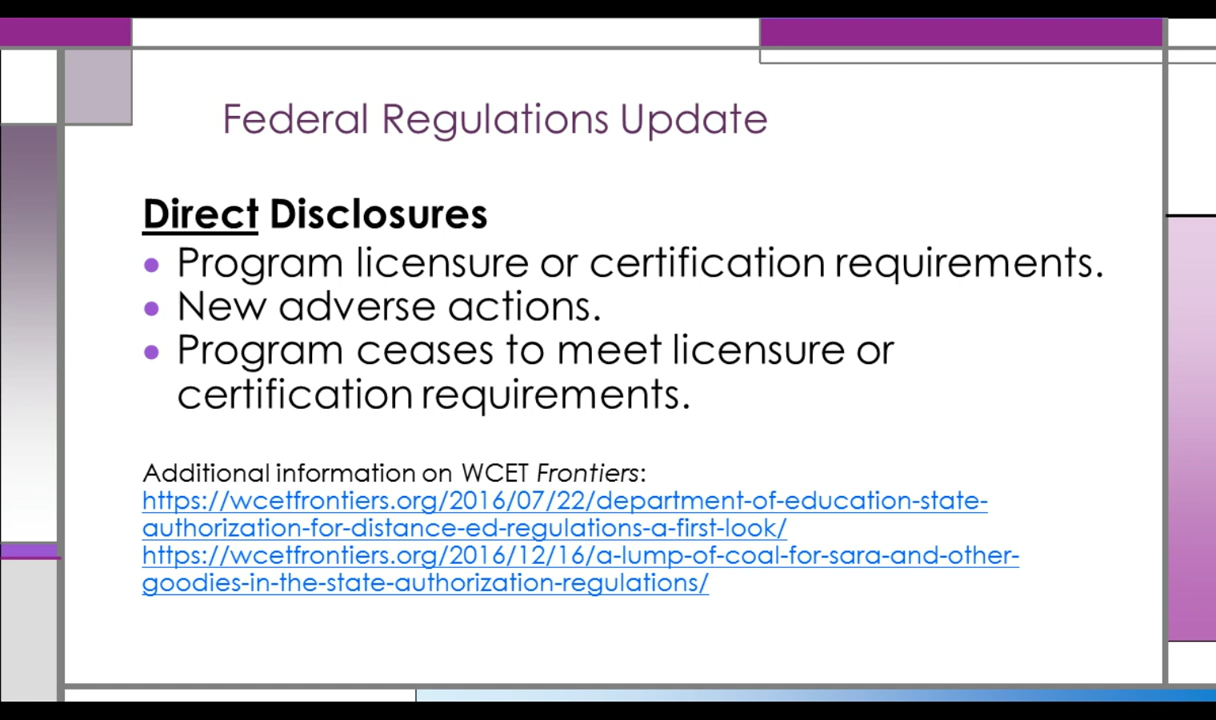 Federal Regulations Update
Direct Disclosures
• Program licensure or certification requirements.
• New adverse actions.
• Program ceases to meet licensure or
certification requirements.
Additional information on WCET Frontiers:
https://wcetfrontiers.org/2016/07/22/department-of-education-state-
authorization-for-distance-ed-regulations-a-first-look/
https://wcetfrontiers.org/2016/12/16/a-lump-of-coal-for-sara-and-other-
goodies-in-the-state-authorization-regulations/